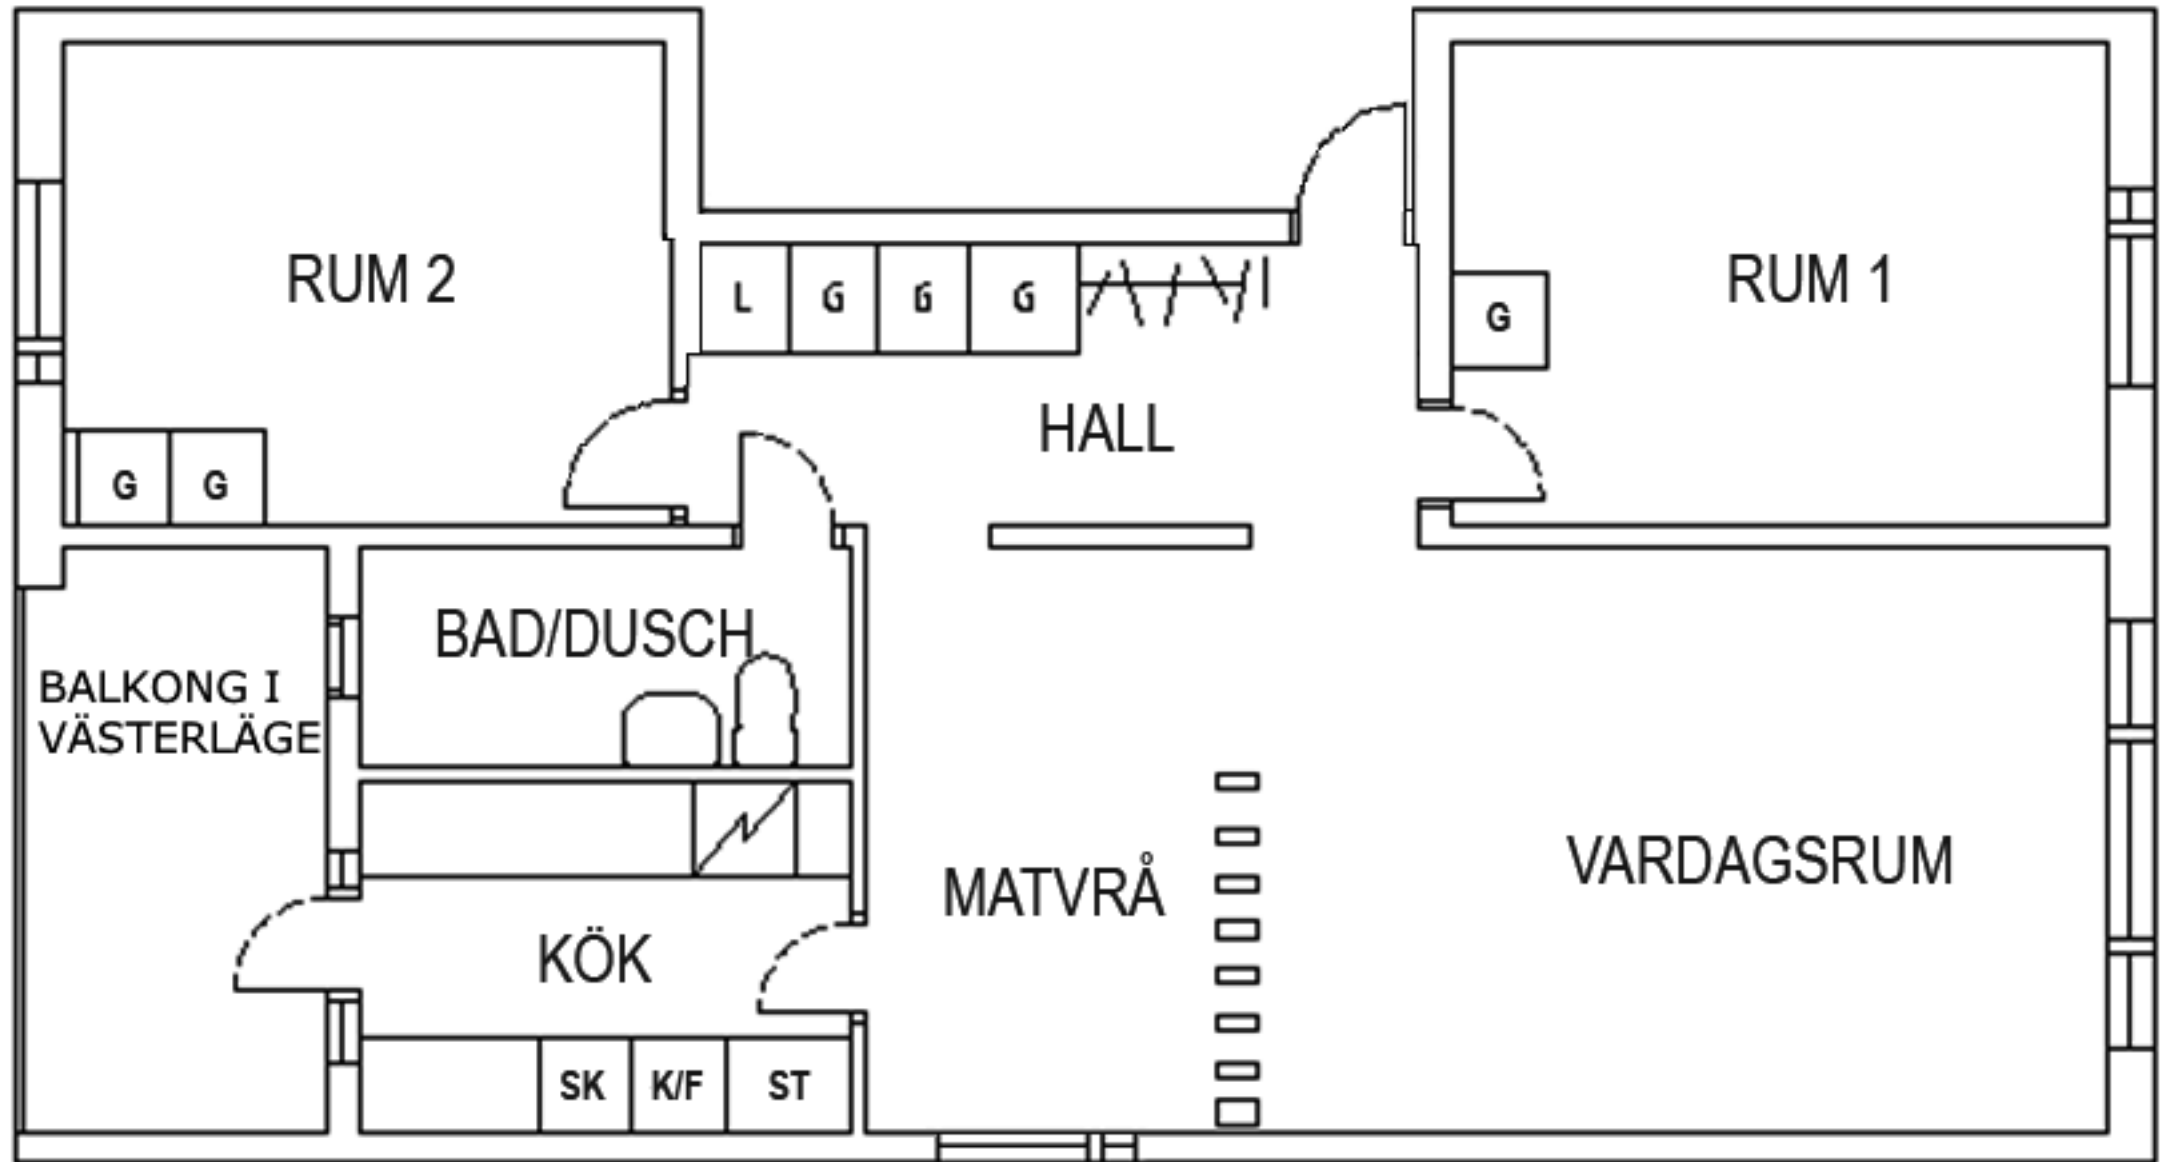 RUM 2
L G G G
RUM 1
G
HALL
G G
BAD/DUSCH
BALKONG I
VÄSTERLÄGE
MATVRÅ
VARDAGSRUM
KÖK
SK K/F ST